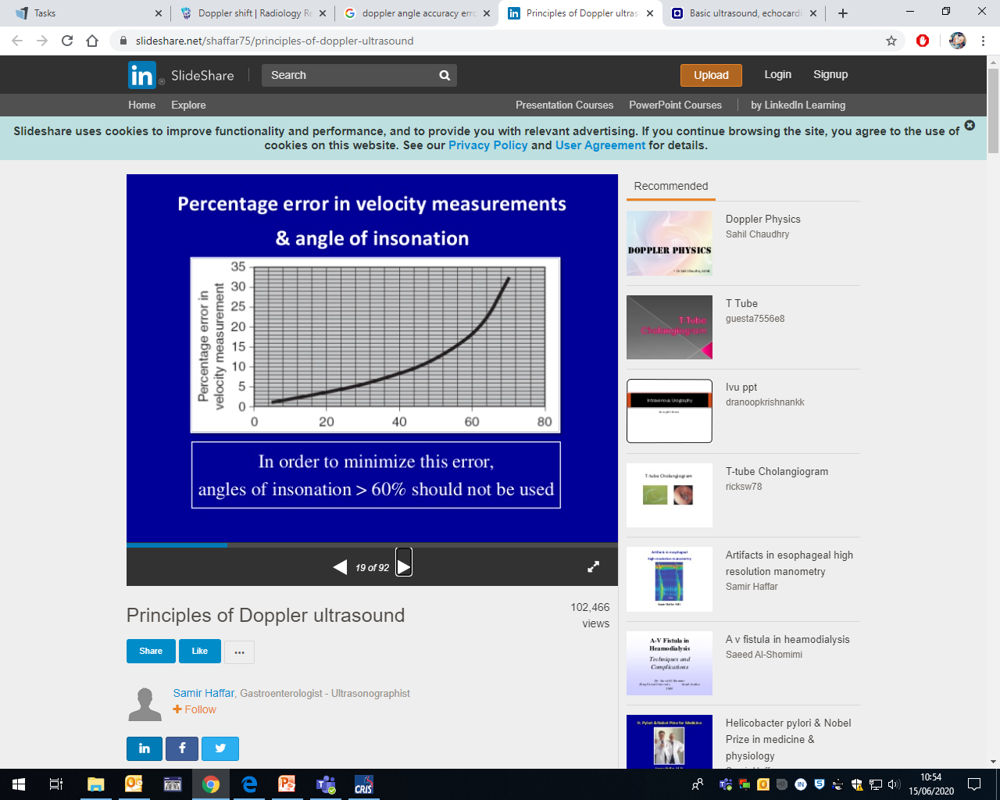 Tasks
Doppler shift | Radiology Re
doppler angle accuracy erro
Principles of Doppler ultras
Basic ultrasound, echocardi
slideshare.net/shaffar75/principles-of-doppler-ultrasound
in SlideShare
Search
Upload
Login
Signup
Home
Explore
Presentation Courses
PowerPoint Courses
by LinkedIn Learning
Slideshare uses cookies to improve functionality and performance, and to provide you with relevant advertising. If you continue browsing the site, you agree to the use of
cookies on this website. See our Privacy Policy and User Agreement for details.
Percentage error in velocity measurements
& angle of insonation
Percentage error in
velocity measurement
35
30
25
20
15
10
5
0
0 20 40 60 80
In order to minimize this error,
angles of insonation > 60% should not be used
19 of 92
Principles of Doppler ultrasound
102,466
views
Share
Like
...
Samir Haffar, Gastroenterologist - Ultrasonographist
+ Follow
in
f
Recommended
DOPPLER PHYSICS
Doppler Physics
Sahil Chaudhry
T Tube
Cholangiogram
T Tube
guesta7556e8
Intravenous Urography
Ivu ppt
dranoopkrishnankk
T-tube Cholangiogram
T-tube Cholangiogram
ricksw78
Artifacts in esophageal
high resolution manometry
Samir Haffar M.D.
Artifacts in esophageal high
resolution manometry
Samir Haffar
A-V Fistula in
Heamodialysis
Techniques and
Complications
A v fistula in heamodialysis
Saeed Al-Shomimi
H. Pylori & Nobel Prize for Medicine
Helicobacter pylori & Nobel
Prize in medicine &
physiology
CRIS
10:54
15/06/2020